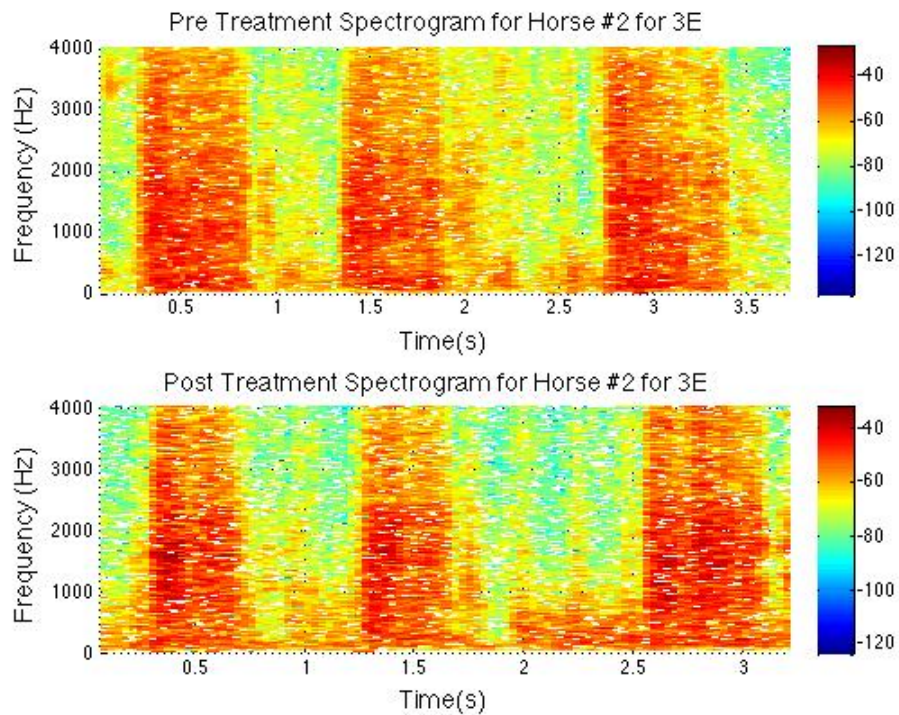 Pre Treatment Spectrogram for Horse #2 for 3E
4000
3000
2000
1000
0
Frequency (Hz)
0.5 1 1.5 2 2.5 3 3.5
Time(s)
-40
-60
-80
-100
-120
Post Treatment Spectrogram for Horse #2 for 3E
4000
3000
2000
1000
0
Frequency (Hz)
0.5 1 1.5 2 2.5 3
Time(s)
-40
-60
-80
-100
-120